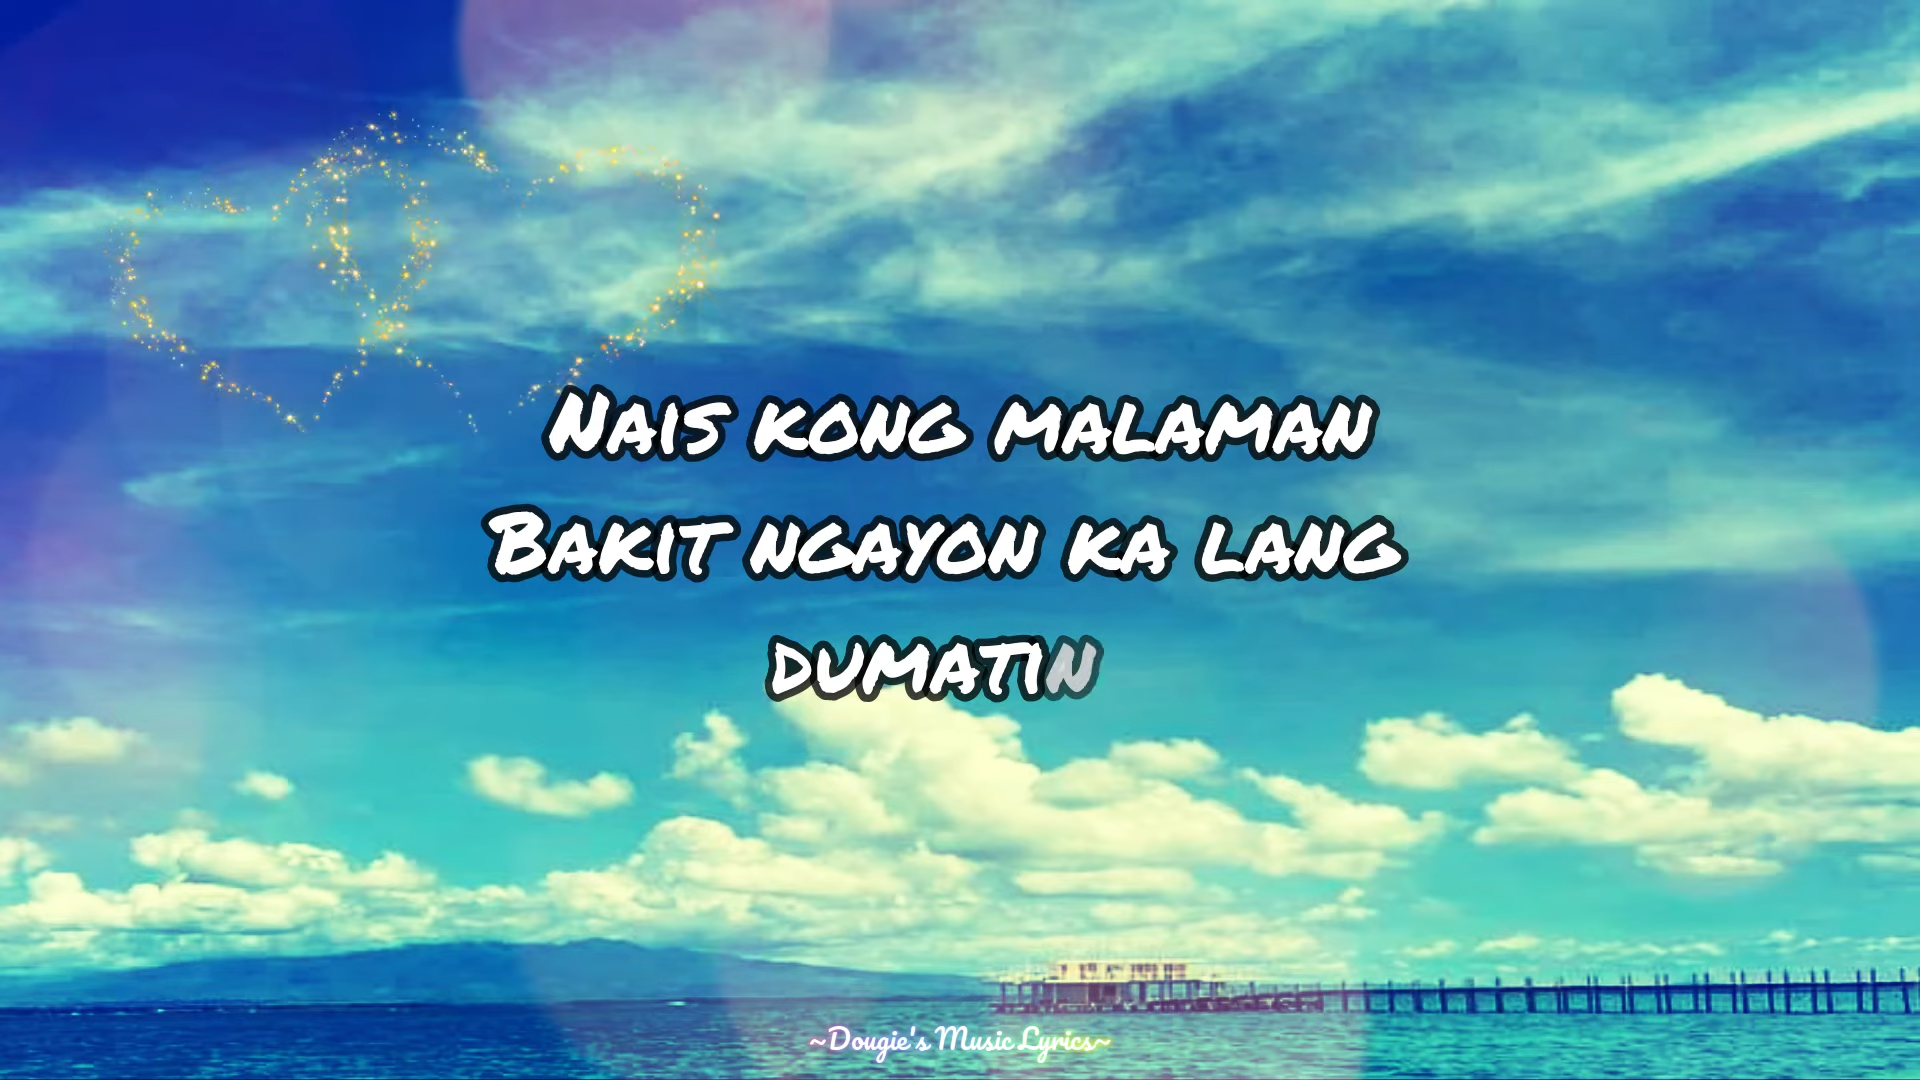 Nais kong malaman
Bakit ngayon ka lang
dumatin
~Dougie's Music Lyrics~